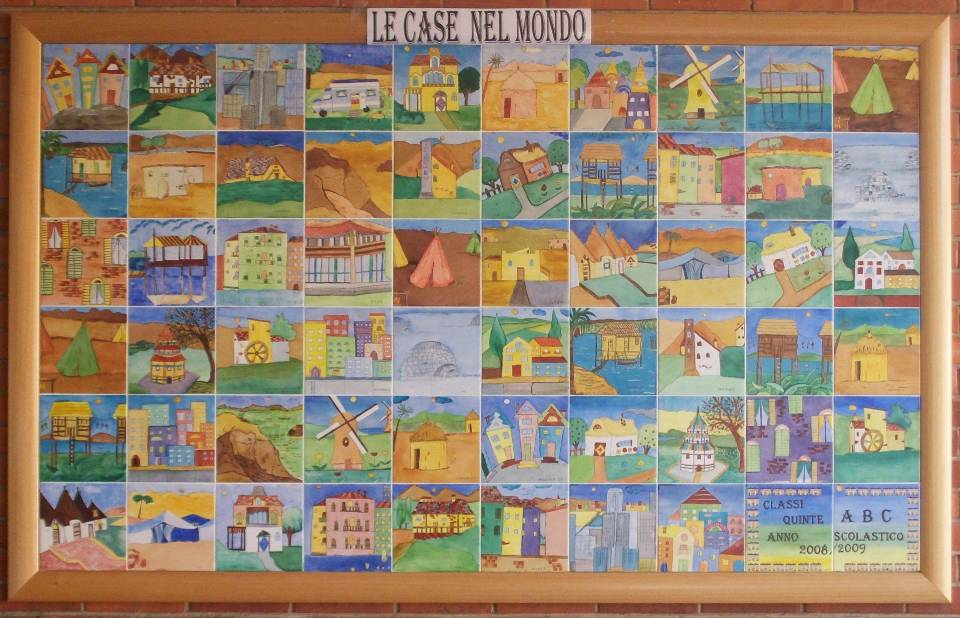 LE CASE NEL MONDO
CLASSI
QUINTE A B C
ANNO SCOLASTICO
2008/2009